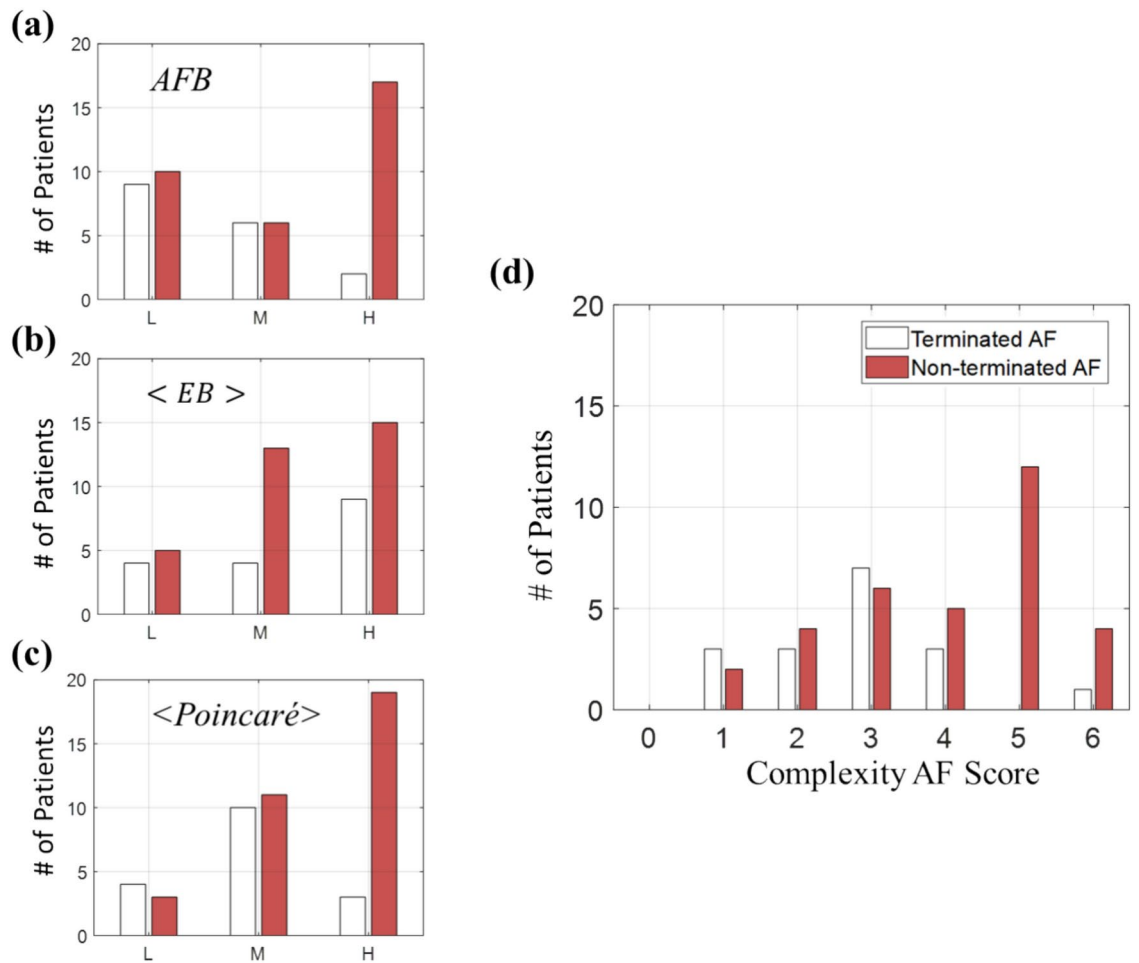 (a)
20
15
10
5
0
# of Patients
AFB
L M H
(b)
20
15
10
5
0
# of Patients
< EB >
L M H
(c)
20
15
10
5
0
# of Patients
<Poincaré>
L M H
(d)
20
15
10
5
0
# of Patients
Terminated AF
Non-terminated AF
0 1 2 3 4 5 6
Complexity AF Score